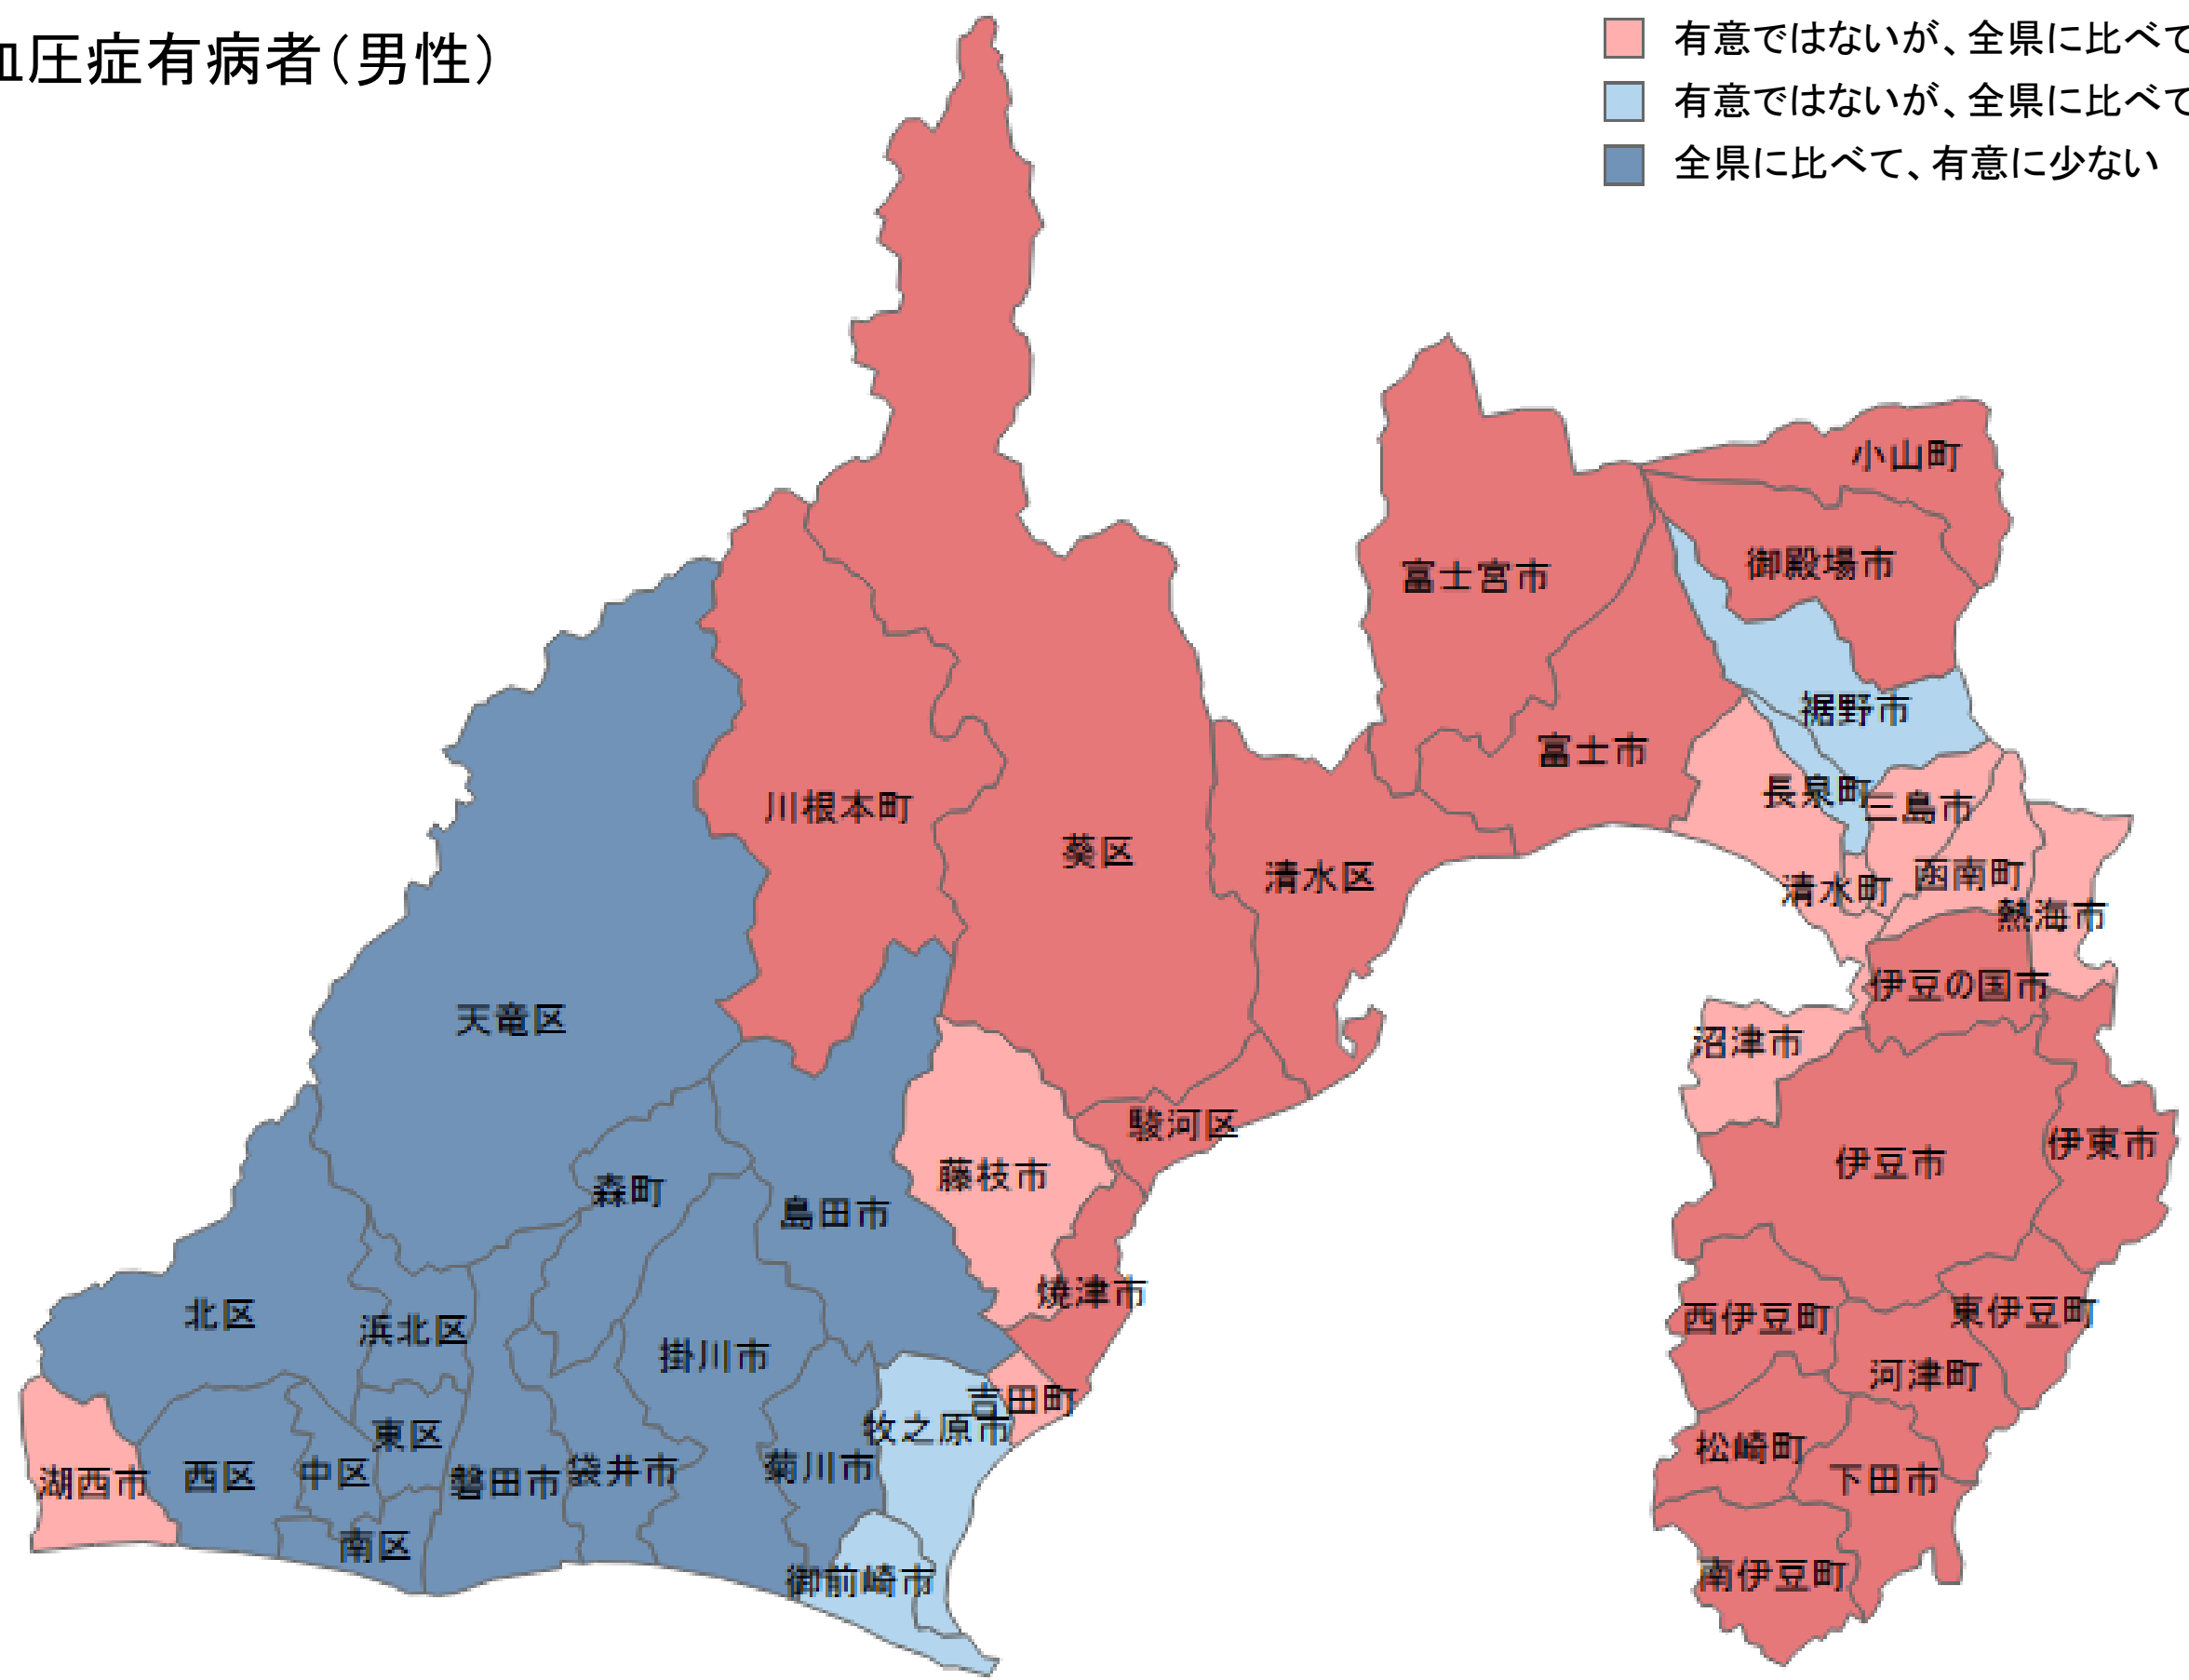 血圧症有病者（男性）
有意ではないが、全県に比べて
有意ではないが、全県に比べて
全県に比べて、有意に少ない
小山町
御殿場市
富士宮市
裾野市
富士市
長泉町
三島市
川根本町
葵区
清水区
清水町
函南町
熱海市
伊豆の国市
天竜区
沼津市
駿河区
伊東市
伊豆市
藤枝市
森町
島田市
焼津市
北区
浜北区
掛川市
西伊豆町
東伊豆町
河津町
吉田町
牧之原市
東区
松崎町
湖西市
西区
中区
磐田市
袋井市
菊川市
下田市
南区
御前崎市
南伊豆町